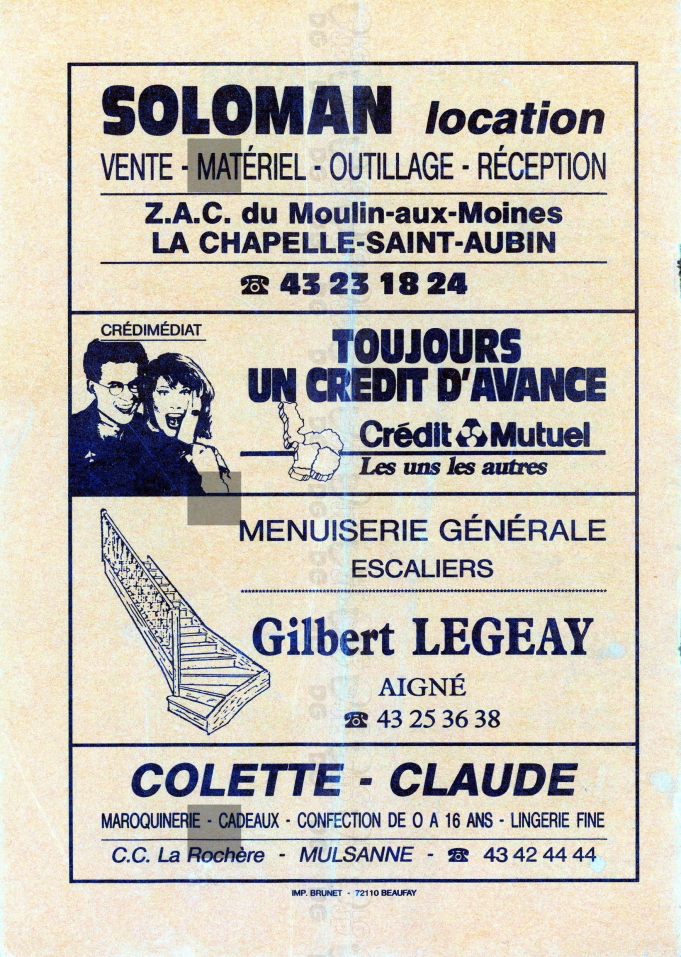 SOLOMAN location
VENTE - MATÉRIEL - OUTILLAGE - RÉCEPTION
Z.A.C. du Moulin-aux-Moines
LA CHAPELLE-SAINT-AUBIN
☎ 43 23 18 24
CRÉDIMÉDIAT
TOUJOURS
UN CREDIT D'AVANCE
Crédit Mutuel
Les uns les autres
MENUISERIE GÉNÉRALE
ESCALIERS
Gilbert LEGEAY
AIGNÉ
☎ 43 25 36 38
COLETTE - CLAUDE
MAROQUINERIE - CADEAUX - CONFECTION DE O A 16 ANS - LINGERIE FINE
C.C. La Rochère - MULSANNE - ☎ 43 42 44 44
IMP. BRUNET - 72110 BEAUFAY